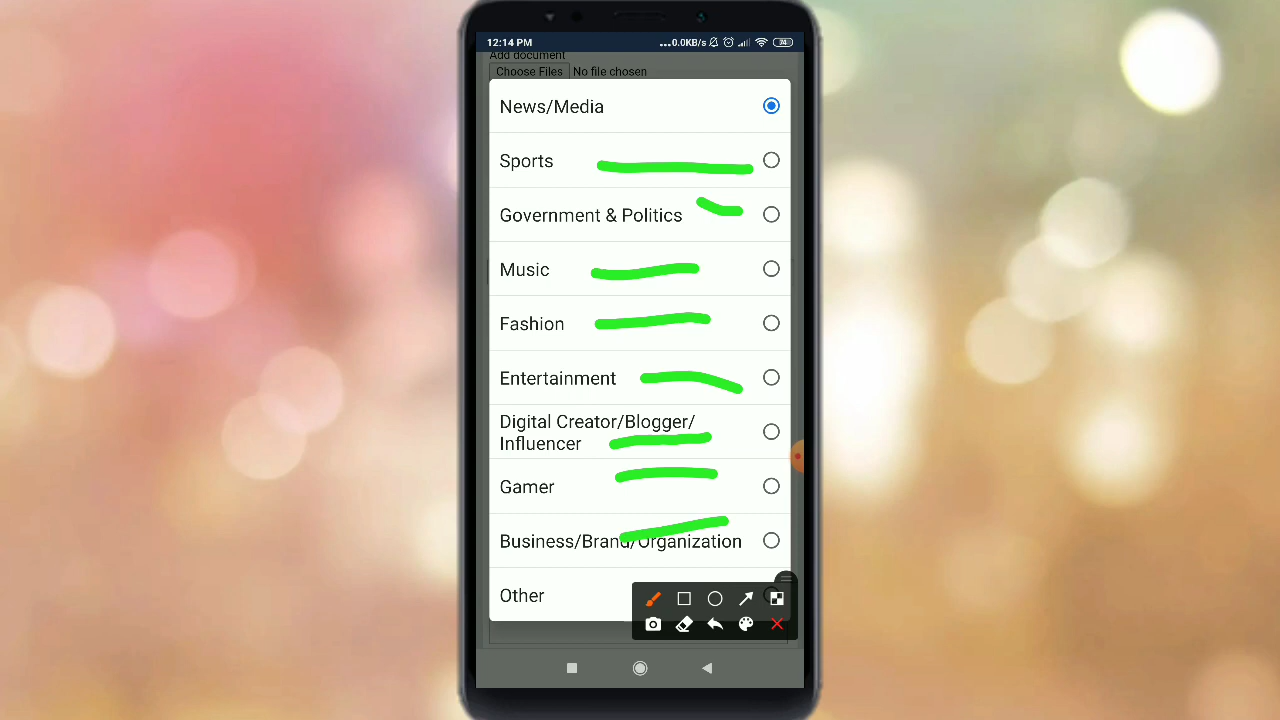 12:14 PM
...0.0KB/s
24
Add document
Choose Files No file chosen
News/Media
Sports
Government & Politics
Music
Fashion
Entertainment
Digital Creator/Blogger/
Influencer
Gamer
Business/Brand/Organization
Other